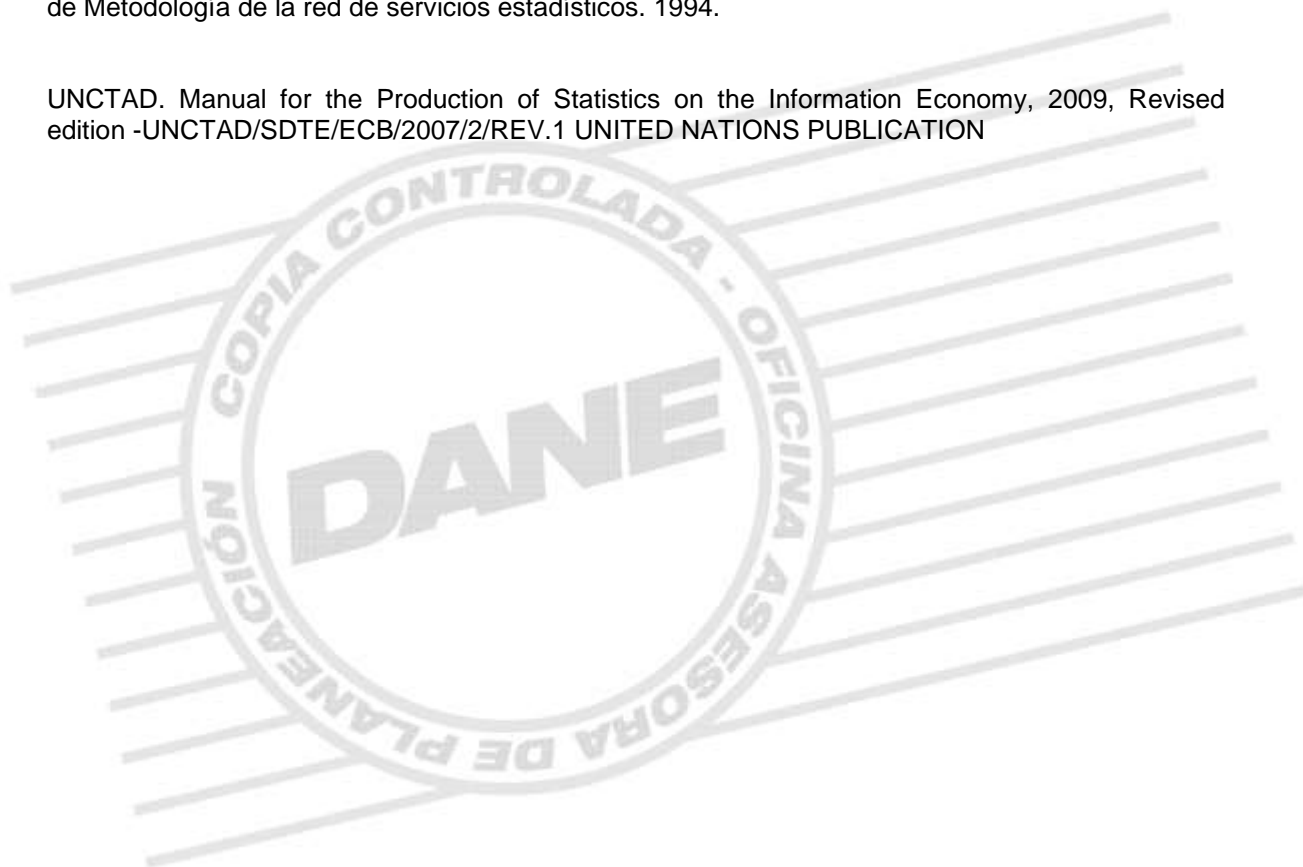 de Metodología de la red de servicios estadísticos. 1994.
UNCTAD. Manual for the Production of Statistics on the Information Economy, 2009, Revised
edition -UNCTAD/SDTE/ECB/2007/2/REV.1 UNITED NATIONS PUBLICATION
COPIA CONTROLADA - OFICINA ASESORA DE PLANEACIÓN
DANE